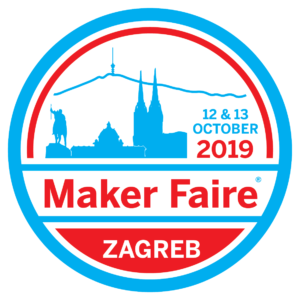 12 & 13
OCTOBER
2019
Maker Faire®
ZAGREB